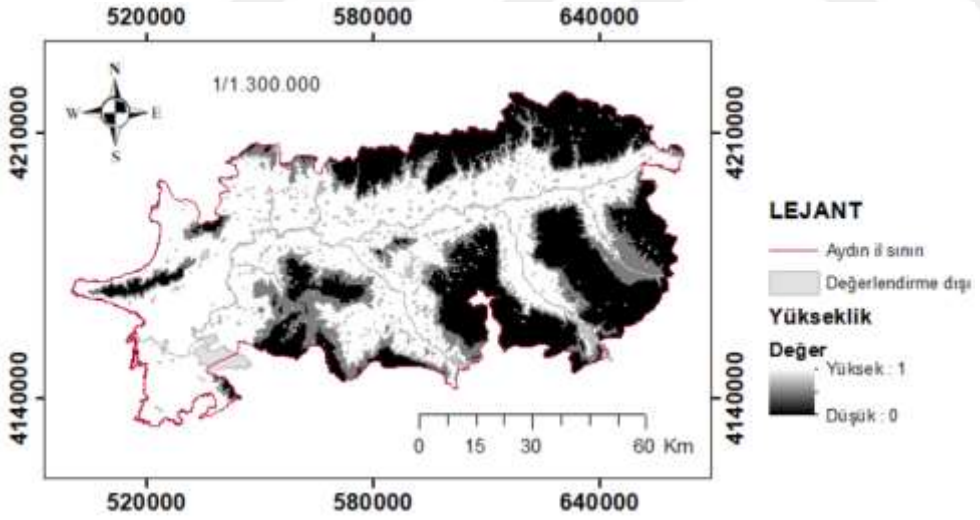 520000 580000 640000
N
W E
S
1/1.300.000
4210000 4210000
4140000 4140000
0 15 30 60 Km
520000 580000 640000
LEJANT
Aydın il sınırı
Değerlendirme dışı
Yükseklik
Değer
Yüksek : 1
Düşük : 0